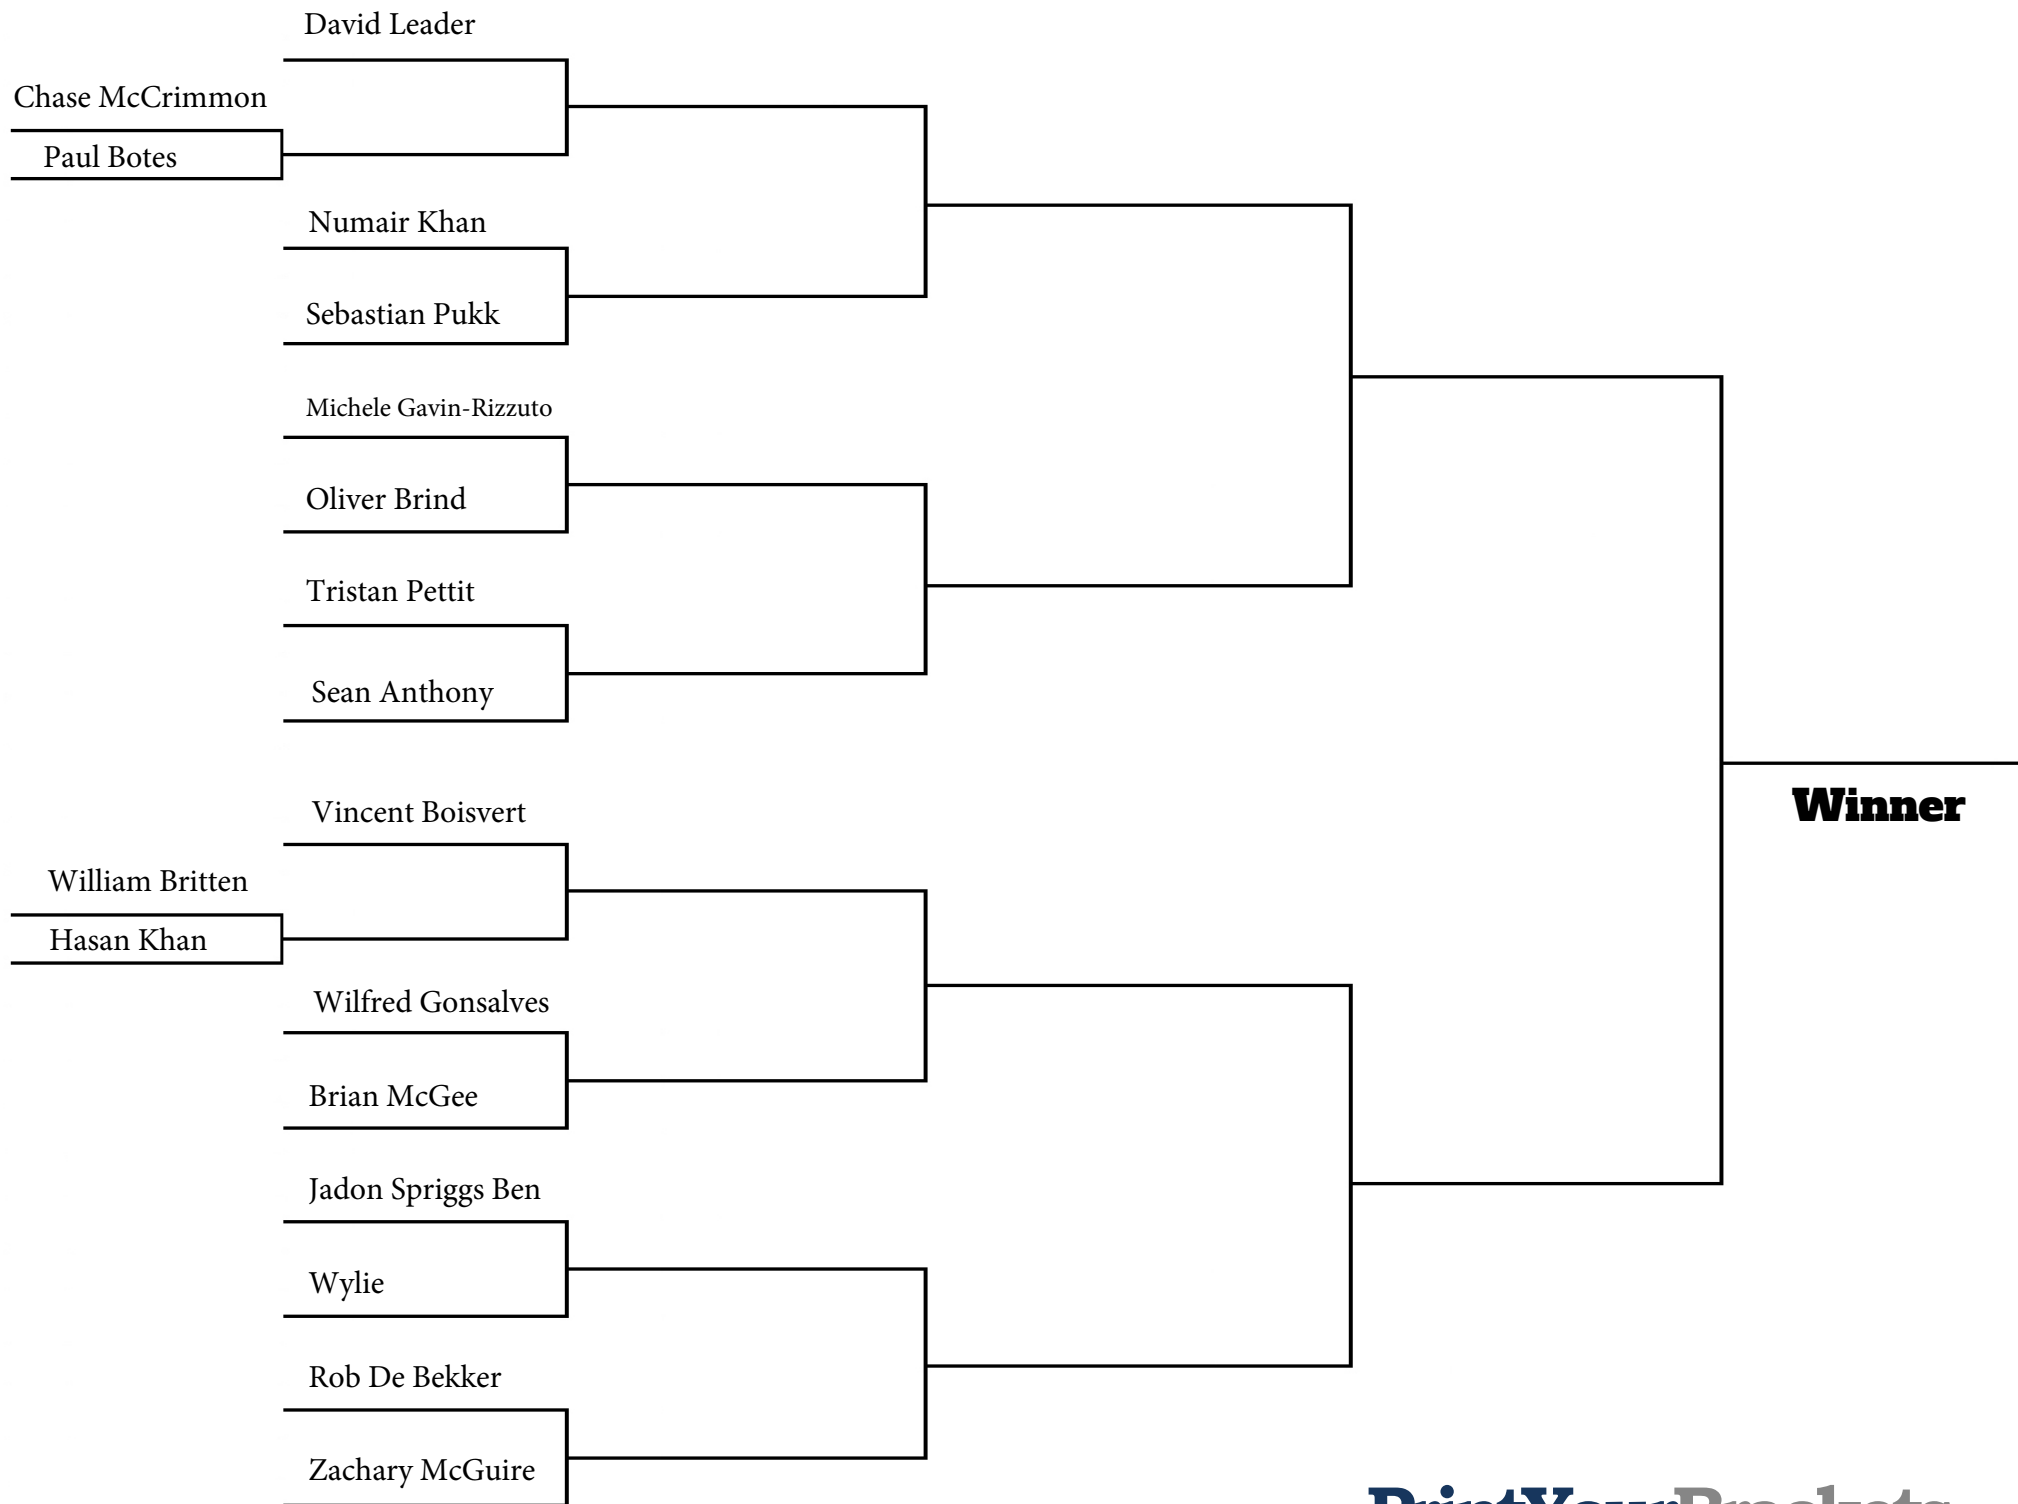 David Leader
Chase McCrimmon
Paul Botes
Numair Khan
Sebastian Pukk
Michele Gavin-Rizzuto
Oliver Brind
Tristan Pettit
Sean Anthony
Vincent Boisvert
Winner
William Britten
Hasan Khan
Wilfred Gonsalves
Brian McGee
Jadon Spriggs Ben
Wylie
Rob De Bekker
Zachary McGuire
PrintYourBrackets